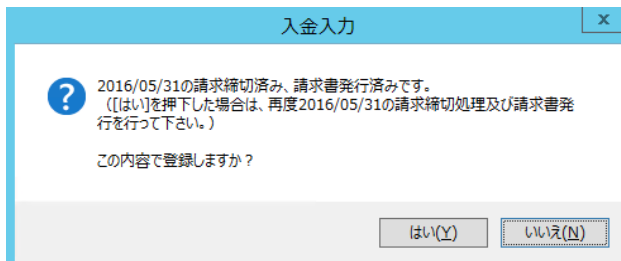 入金入力
x
?
2016/05/31の請求締切済み、請求書発行済みです。
（[はい]を押下した場合は、再度2016/05/31の請求締切処理及び請求書発
行を行って下さい。）
この内容で登録しますか？
はい(Y)
いいえ(N)